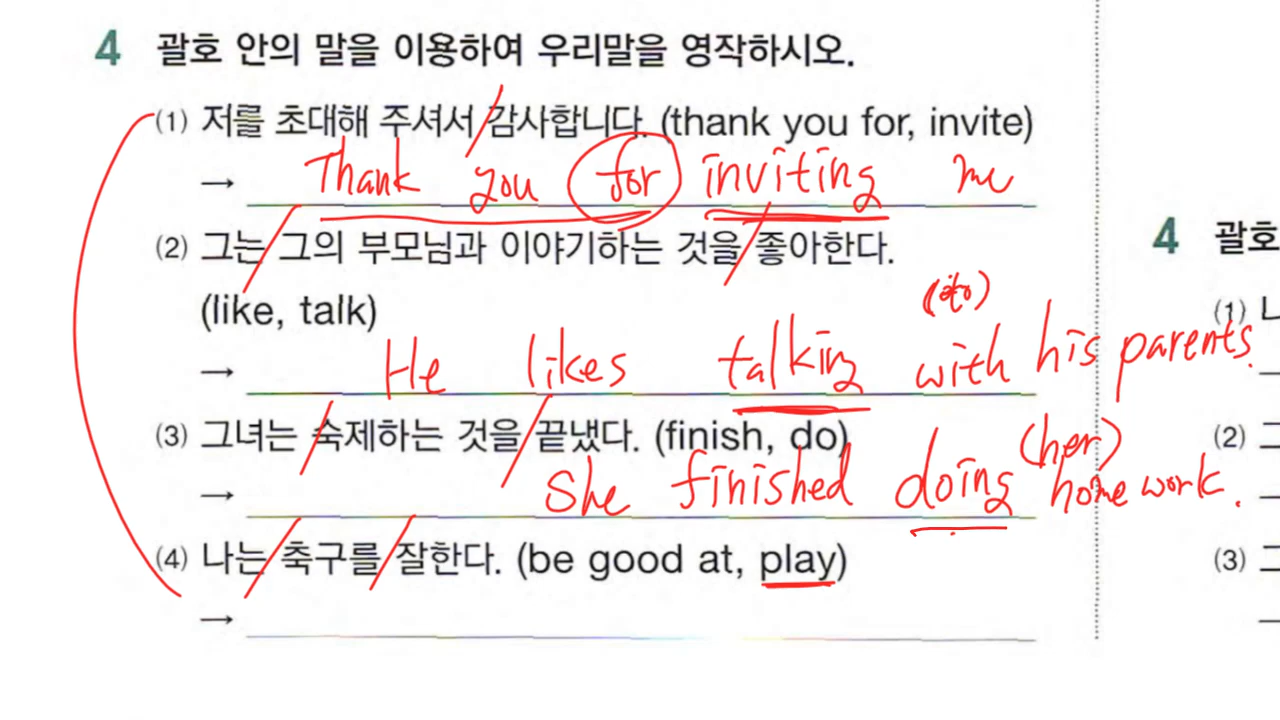 4 괄호 안의 말을 이용하여 우리말을 영작하시오.
(1) 저를 초대해 주셔서 감사합니다. (thank you for, invite)
→ Thank you for inviting me
(2) 그는 그의 부모님과 이야기하는 것을 좋아한다.
(like, talk)
(to)
→ He likes talking with his parents.
(3) 그녀는 숙제하는 것을 끝냈다. (finish, do)
→ She finished doing (her) homework.
(4) 나는 축구를 잘한다. (be good at, play)
→
4 괄호
(1) 나
(2) 그
(3) 그